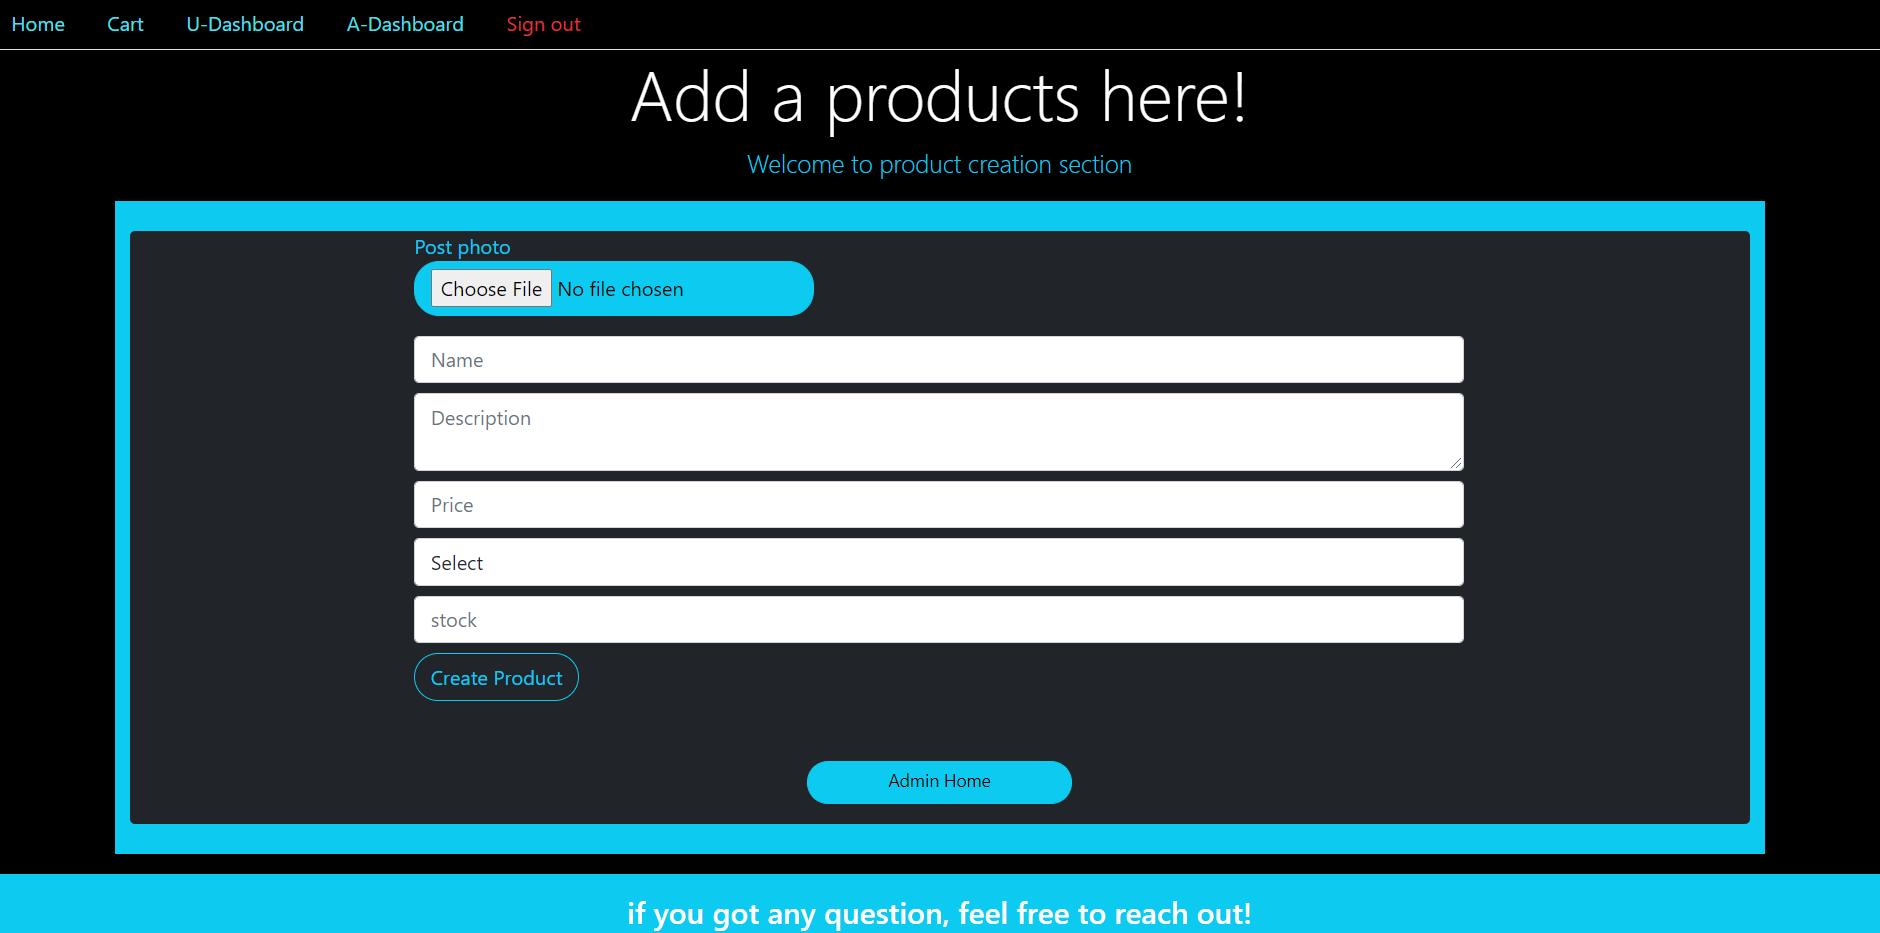 Home Cart U-Dashboard A-Dashboard Sign out
Add a products here!
Welcome to product creation section
Post photo
Choose File No file chosen
Name
Description
Price
Select
stock
Create Product
Admin Home
if you got any question, feel free to reach out!